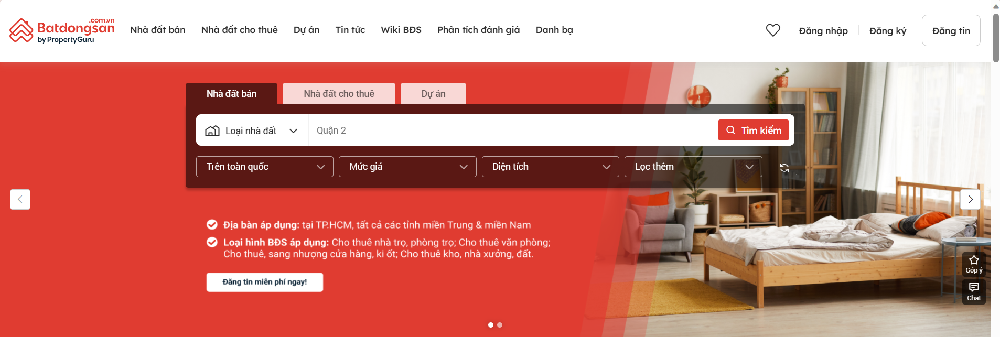 .com.vn
Batdongsan
by PropertyGuru
Nhà đất bán
Nhà đất cho thuê
Dự án
Tin tức
Wiki BĐS
Phân tích đánh giá
Danh bạ
Đăng nhập
Đăng ký
Đăng tin
Nhà đất bán
Nhà đất cho thuê
Dự án
Loại nhà đất
Quận 2
Tìm kiếm
Trên toàn quốc
Mức giá
Diện tích
Lọc thêm
Địa bàn áp dụng: tại TP.HCM, tất cả các tỉnh miền Trung & miền Nam
Loại hình BĐS áp dụng: Cho thuê nhà trọ, phòng trọ; Cho thuê văn phòng;
Cho thuê, sang nhượng cửa hàng, ki ốt; Cho thuê kho, nhà xưởng, đất.
Đăng tin miễn phí ngay!
Góp ý
Chat